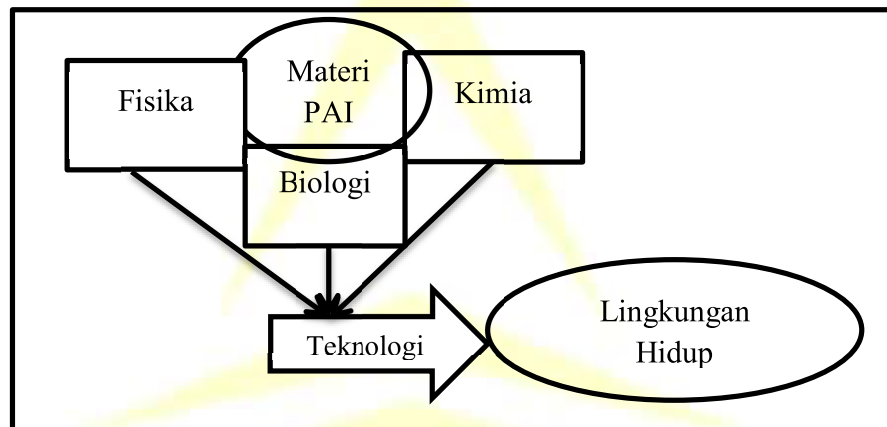 Fisika
Materi
PAI
Kimia
Biologi
Teknologi
Lingkungan
Hidup